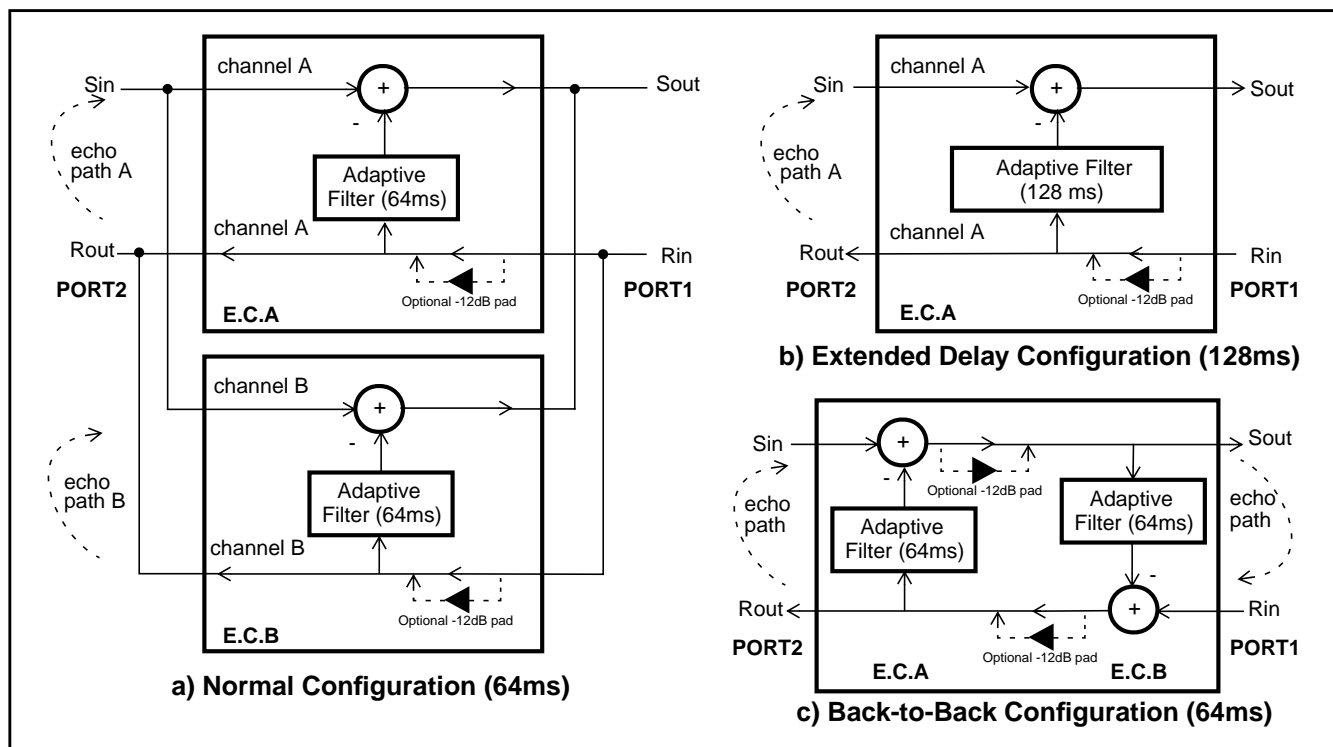 channel A
Sin
+
Sout
-
echo
path A
Adaptive
Filter (64ms)
channel A
Rout
Rin
PORT2
PORT1
Optional -12dB pad
E.C.A
channel B
+
-
echo
path B
Adaptive
Filter (64ms)
channel B
Optional -12dB pad
E.C.B
a) Normal Configuration (64ms)
channel A
Sin
+
Sout
-
echo
path A
Adaptive Filter
(128 ms)
channel A
Rout
Rin
PORT2
PORT1
Optional -12dB pad
E.C.A
b) Extended Delay Configuration (128ms)
Sin
+
Sout
-
Optional -12dB pad
echo
path
Adaptive
Filter (64ms)
Adaptive
Filter (64ms)
echo
path
-
Rout
+
Rin
PORT2
PORT1
Optional -12dB pad
E.C.A
E.C.B
c) Back-to-Back Configuration (64ms)